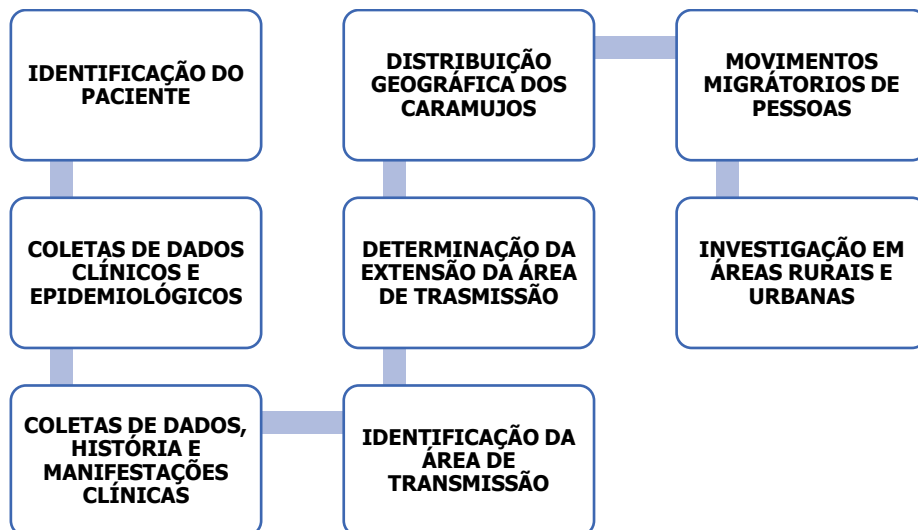 IDENTIFICAÇÃO DO
PACIENTE
COLETAS DE DADOS
CLÍNICOS E
EPIDEMIOLÓGICOS
COLETAS DE DADOS,
HISTÓRIA E
MANIFESTAÇÕES
CLÍNICAS
IDENTIFICAÇÃO DA
ÁREA DE
TRANSMISSÃO
DETERMINAÇÃO DA
EXTENSÃO DA ÁREA
DE TRASMISSÃO
DISTRIBUIÇÃO
GEOGRÁFICA DOS
CARAMUJOS
MOVIMENTOS
MIGRÁTORIOS DE
PESSOAS
INVESTIGAÇÃO EM
ÁREAS RURAIS E
URBANAS